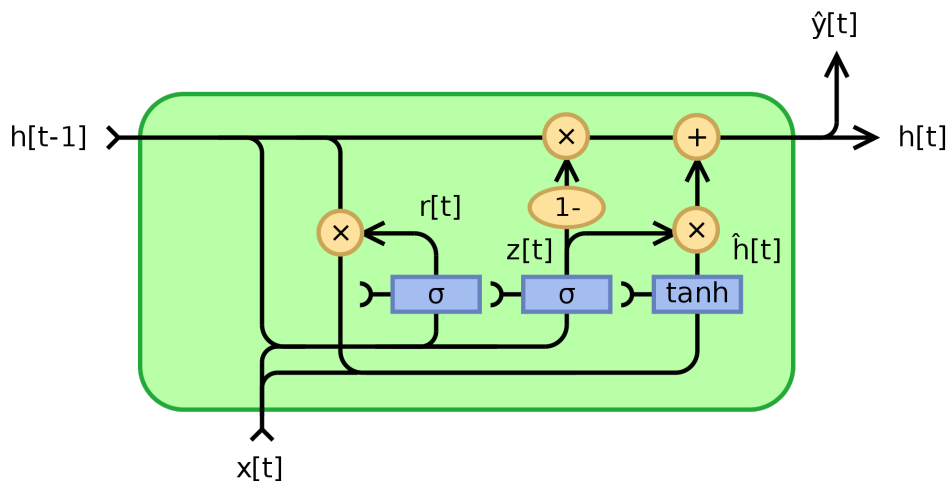 ŷ[t]
h[t-1]
×
+
h[t]
1-
r[t]
×
×
z[t]
ĥ[t]
σ
σ
tanh
x[t]